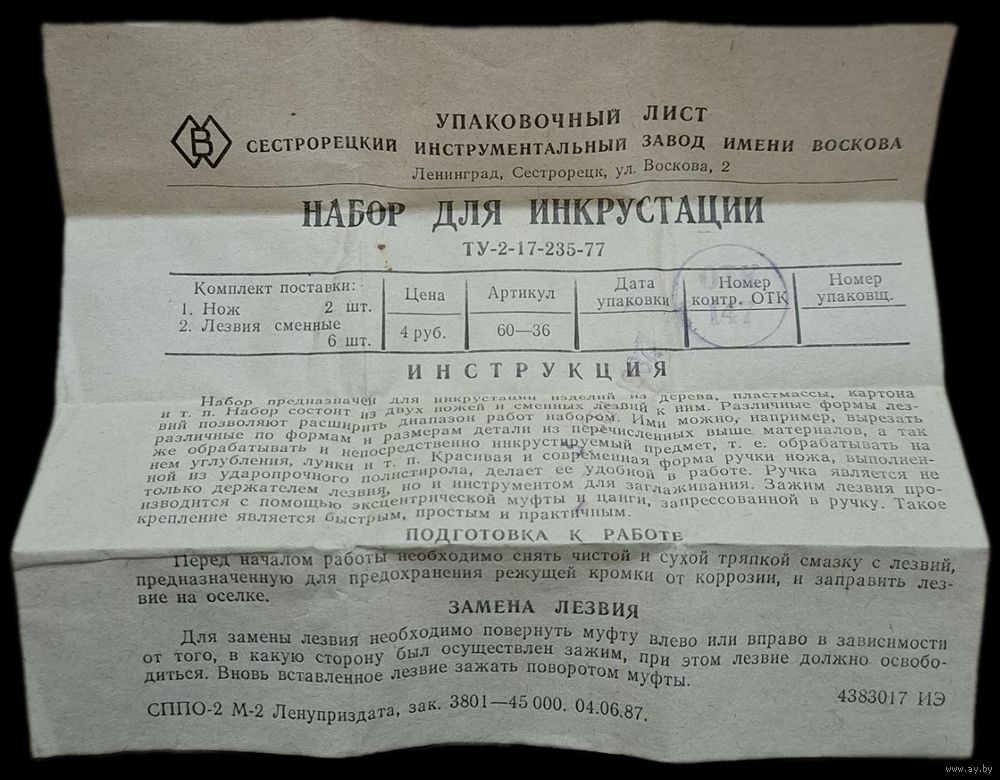 УПАКОВОЧНЫЙ ЛИСТ
В
СЕСТРОРЕЦКИЙ ИНСТРУМЕНТАЛЬНЫЙ ЗАВОД ИМЕНИ ВОСКОВА
Ленинград, Сестрорецк, ул. Воскова, 2
НАБОР ДЛЯ ИНКРУСТАЦИИ
ТУ-2-17-235-77
Комплект поставки:
1. Нож 2 шт.
2. Лезвия сменные
6 шт.
Цена
4 руб.
Артикул
60—36
Дата
упаковки
Номер
контр. ОТК
ОТК
147
Номер
упаковщ.
ИНСТРУКЦИЯ
Набор предназначен для инкрустации изделий из дерева, пластмассы, картона
и т. п. Набор состоит из двух ножей и сменных лезвий к ним. Различные формы лез-
вий позволяют расширить диапазон работ набором. Ими можно, например, вырезать
различные по формам и размерам детали из перечисленных выше материалов, а так
же обрабатывать и непосредственно инкрустируемый предмет, т. е. обрабатывать на
нем углубления, лунки и т. п. Красивая и современная форма ручки ножа, выполнен-
ной из ударопрочного полистирола, делает ее удобной в работе. Ручка является не
только держателем лезвия, но и инструментом для заглаживания. Зажим лезвия про-
изводится с помощью эксцентрической муфты и цанги, запрессованной в ручку. Такое
крепление является быстрым, простым и практичным.
ПОДГОТОВКА К РАБОТЕ
Перед началом работы необходимо снять чистой и сухой тряпкой смазку с лезвий,
предназначенную для предохранения режущей кромки от коррозии, и заправить лез-
вие на оселке.
ЗАМЕНА ЛЕЗВИЯ
Для замены лезвия необходимо повернуть муфту влево или вправо в зависимости
от того, в какую сторону был осуществлен зажим, при этом лезвие должно освобо-
диться. Вновь вставленное лезвие зажать поворотом муфты.
4383017 ИЭ
СППО-2 М-2 Ленуприздата, зак. 3801—45 000. 04.06.87.
www.ay.by